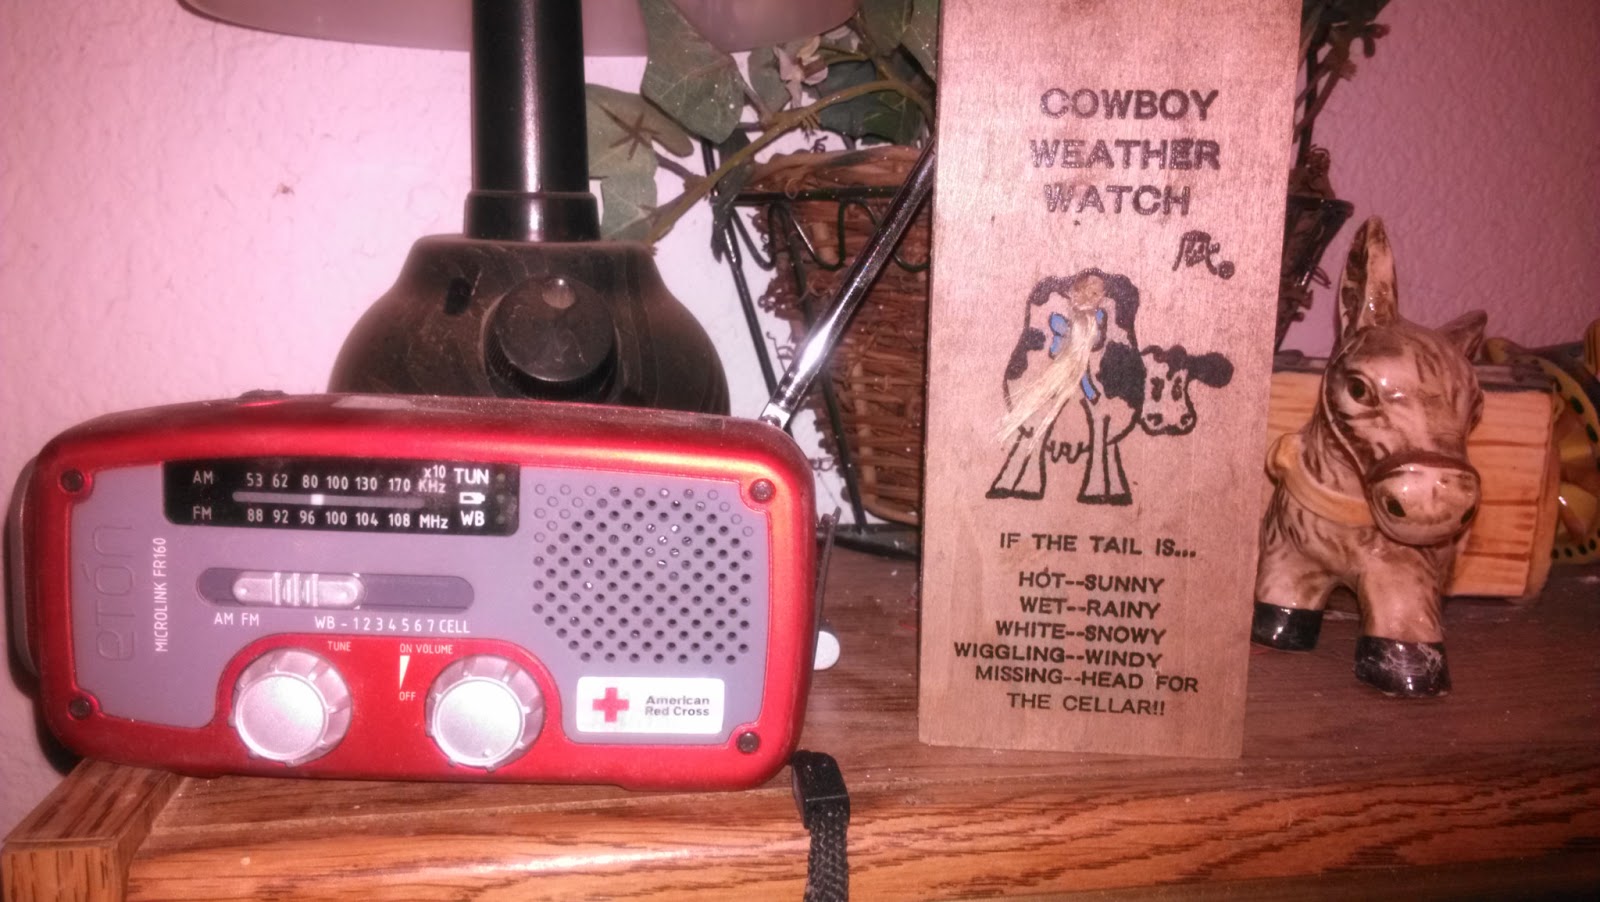 AM 53 62 80 100 130 170 x10 KHz TUN
FM 88 92 96 100 104 108 MHz WB
etón
MICROLINK FR160
AM FM WB - 1 2 3 4 5 6 7 CELL
TUNE
ON VOLUME
OFF
American
Red Cross
COWBOY
WEATHER
WATCH
IF THE TAIL IS...
HOT--SUNNY
WET--RAINY
WHITE--SNOWY
WIGGLING--WINDY
MISSING--HEAD FOR
THE CELLAR!!